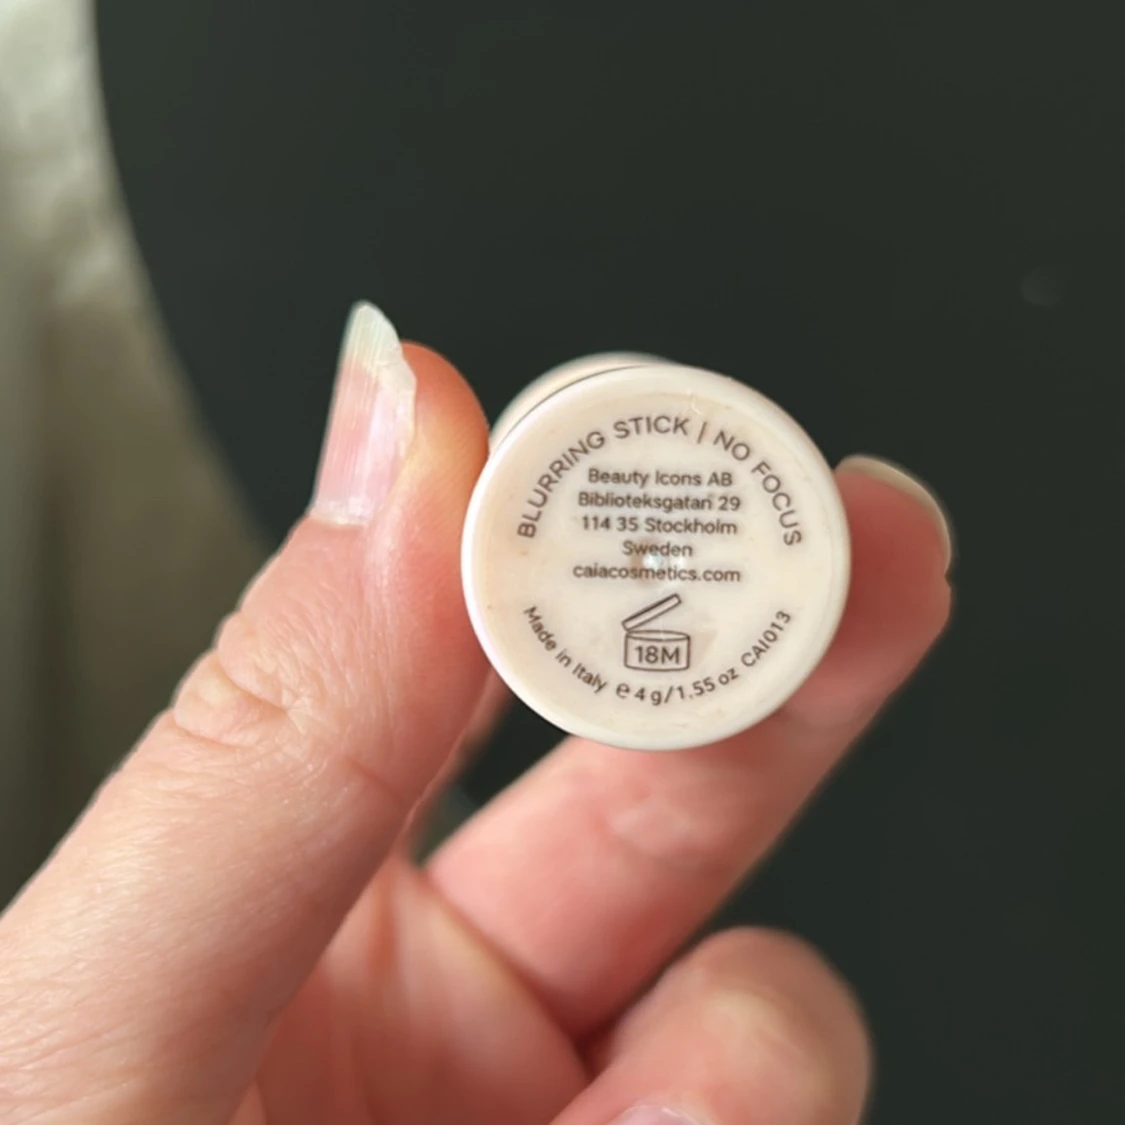 BLURRING STICK | NO FOCUS
Beauty Icons AB
Biblioteksgatan 29
114 35 Stockholm
Sweden
caiacosmetics.com
18M
Made in Italy ℮ 4 g/1.55 oz CAI013